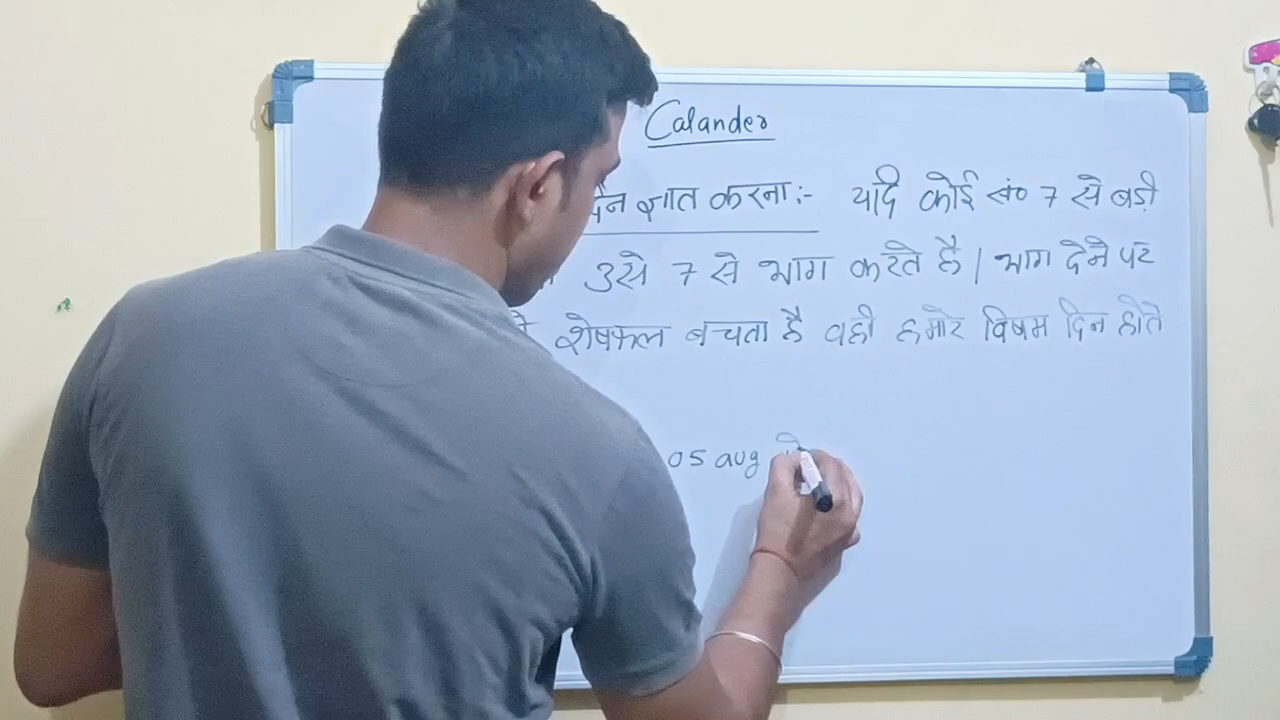 Calander
ज्ञात करना:- यदि कोई सं० 7 से बड़ी
उसे 7 से भाग करते है | भाग देने पर
शेषफल बचता है वही हमारे विषम दिन होते
05 aug